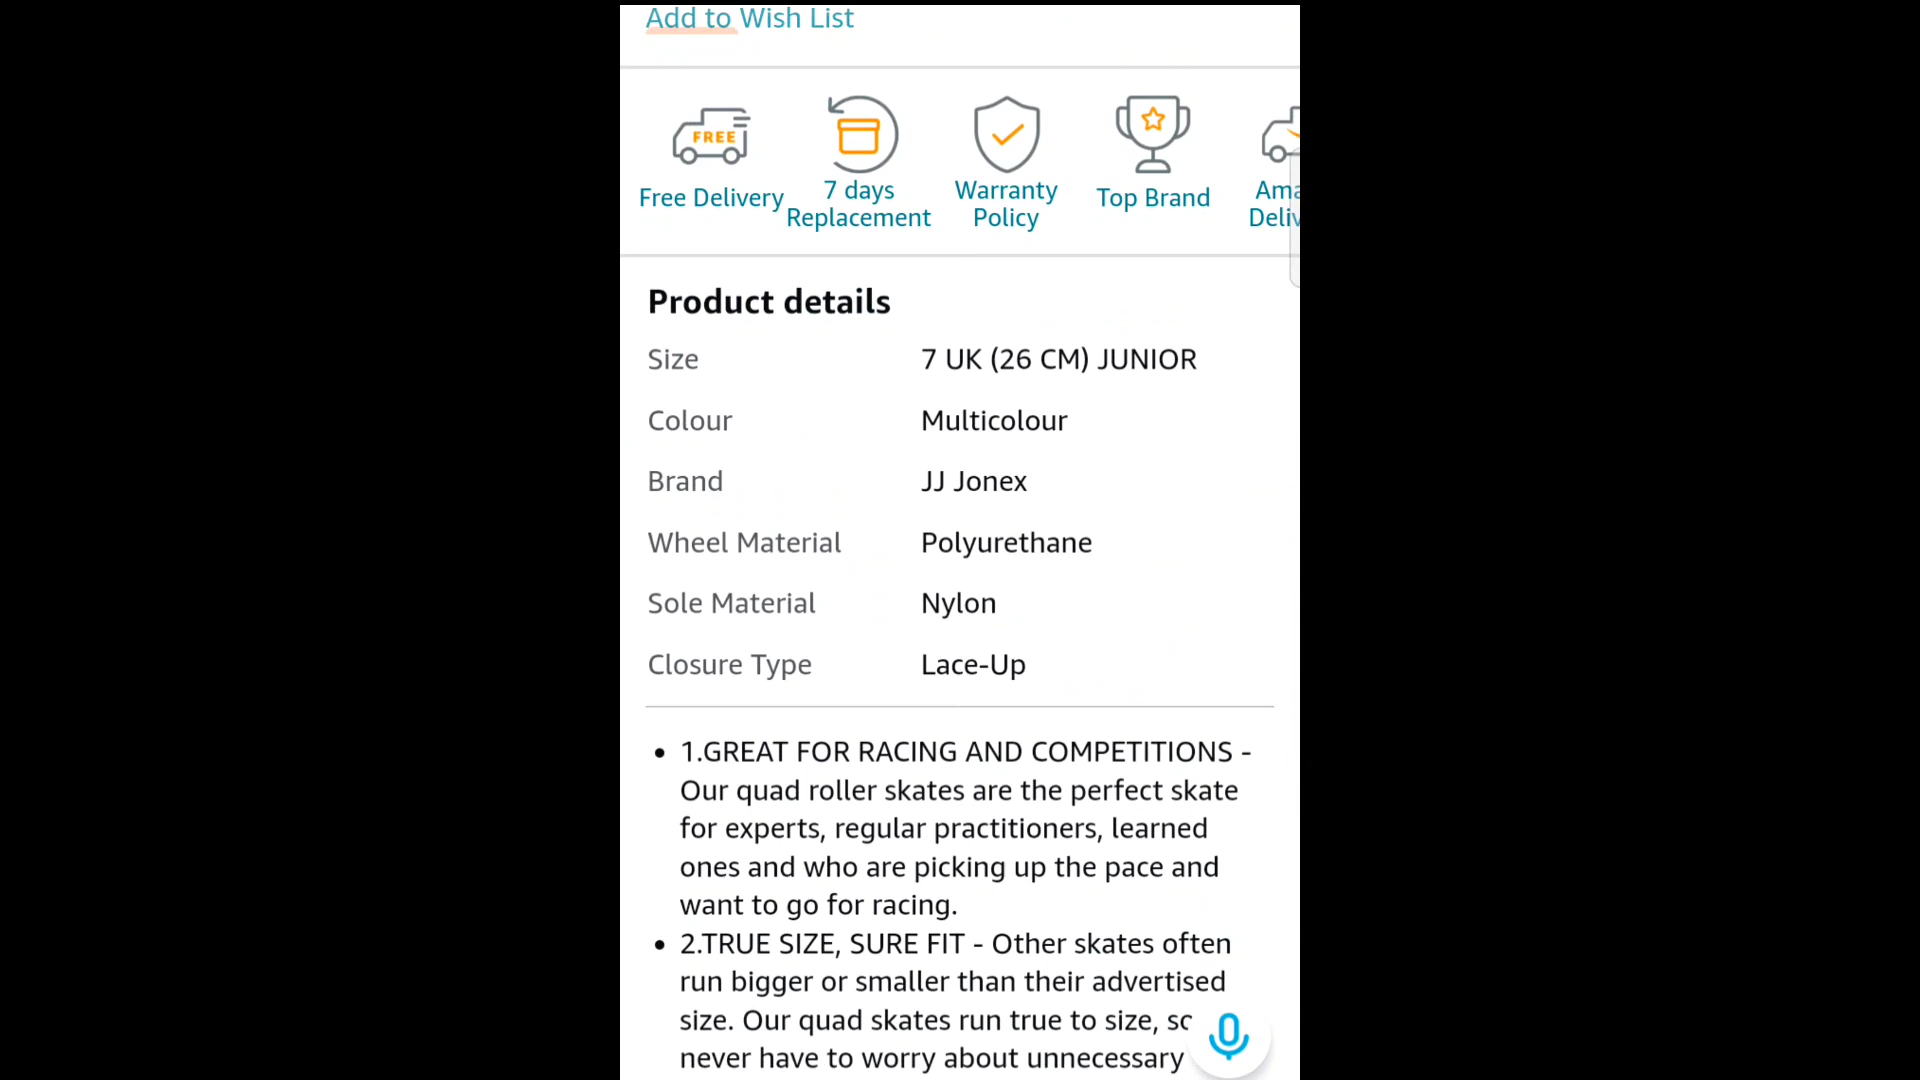 Add to Wish List
FREE
Free Delivery
7 days
Replacement
Warranty
Policy
Top Brand
Product details
Size 7 UK (26 CM) JUNIOR
Colour Multicolour
Brand JJ Jonex
Wheel Material Polyurethane
Sole Material Nylon
Closure Type Lace-Up
• 1.GREAT FOR RACING AND COMPETITIONS -
Our quad roller skates are the perfect skate
for experts, regular practitioners, learned
ones and who are picking up the pace and
want to go for racing.
• 2.TRUE SIZE, SURE FIT - Other skates often
run bigger or smaller than their advertised
size. Our quad skates run true to size,
never have to worry about unnecessary